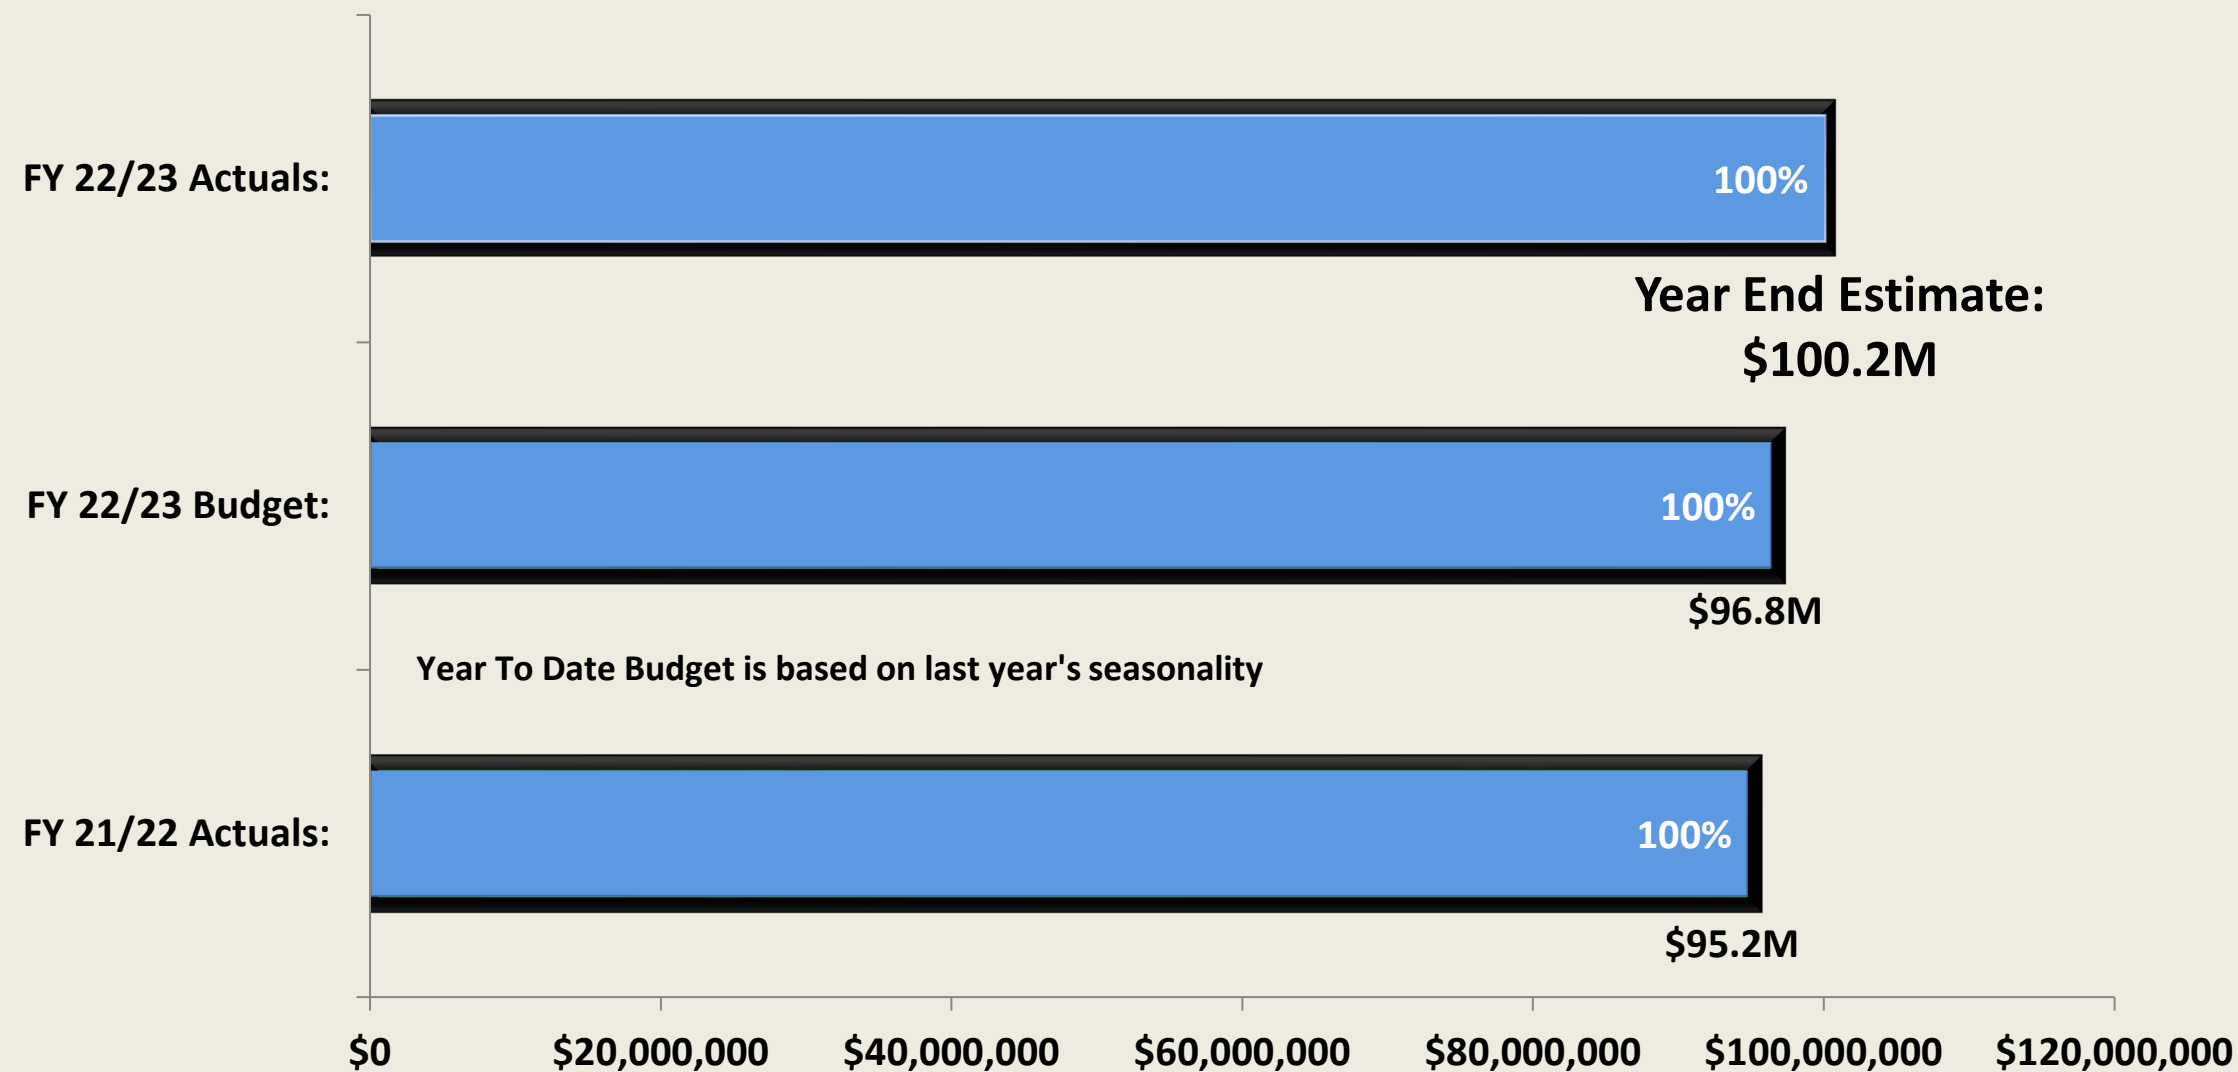 FY 22/23 Actuals:
100%
Year End Estimate:
$100.2M
FY 22/23 Budget:
100%
$96.8M
Year To Date Budget is based on last year's seasonality
FY 21/22 Actuals:
100%
$95.2M
$0 $20,000,000 $40,000,000 $60,000,000 $80,000,000 $100,000,000 $120,000,000